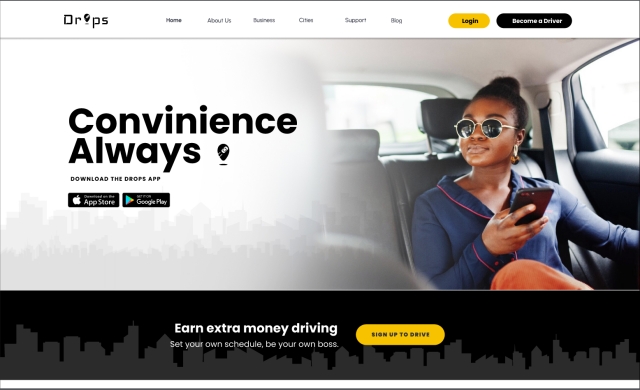 Drops
Home
About Us
Business
Cities
Support
Blog
Login
Become a Driver
Convinience
Always
DOWNLOAD THE DROPS APP
Download on the
App Store
GET IT ON
Google Play
Earn extra money driving
Set your own schedule, be your own boss.
SIGN UP TO DRIVE